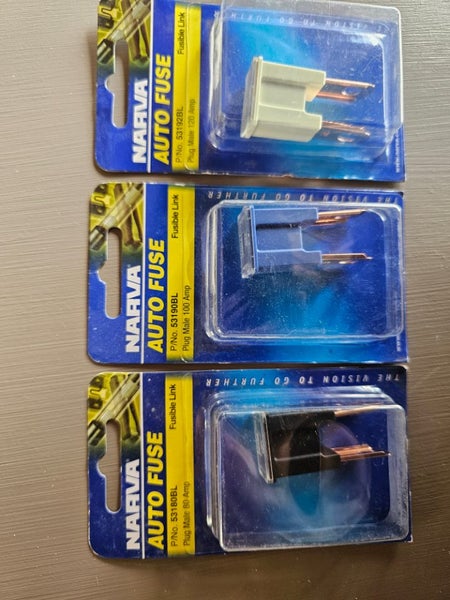 NARVA
AUTO FUSE
P/No. 53192BL Fusible Link
Plug Male 120 Amp
NARVA
AUTO FUSE
P/No. 53190BL Fusible Link
Plug Male 100 Amp
THE VISION TO GO FURTHER
NARVA
AUTO FUSE
P/No. 53180BL Fusible Link
Plug Male 80 Amp
THE VISION TO GO FURTHER